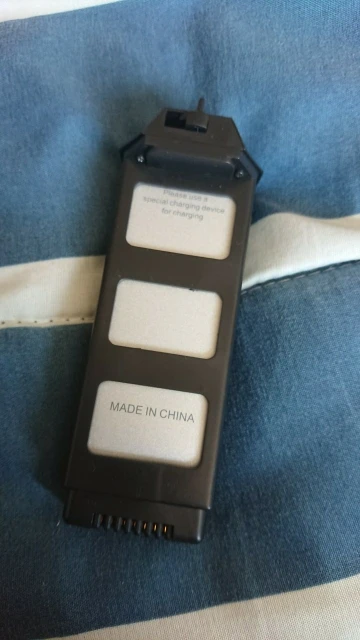 Please use a
special charging device
for charging
MADE IN CHINA